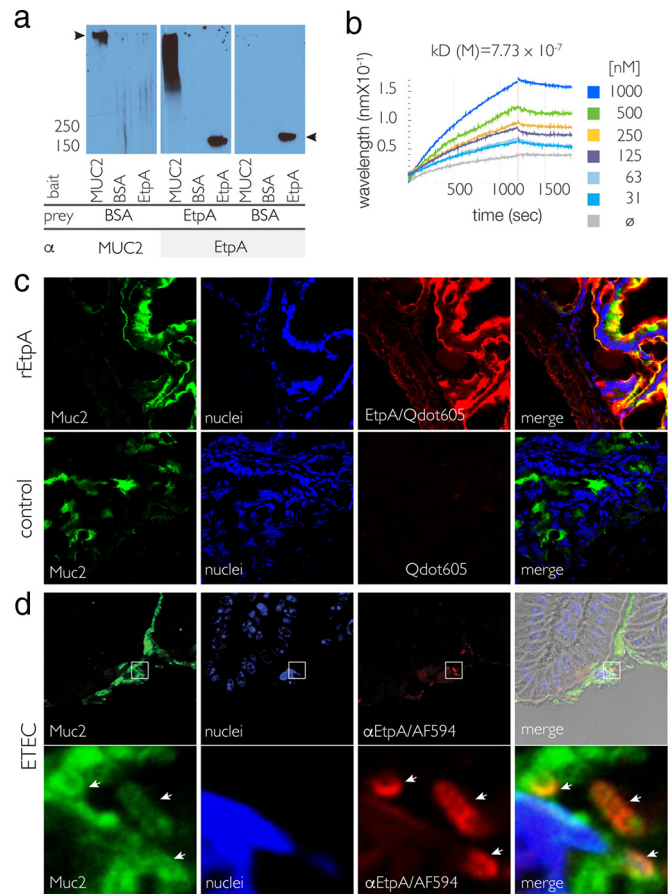 a
250
150
bait
MUC2
BSA
EtpA
MUC2
BSA
EtpA
MUC2
BSA
EtpA
prey
BSA
EtpA
BSA
α
MUC2
EtpA
b
kD (M)=7.73 x 10-7
wavelength (nmX10-1)
1.5
1.0
0.5
500
1000
1500
time (sec)
[nM]
1000
500
250
125
63
31
ø
c
rEtpA
Muc2
nuclei
EtpA/Qdot605
merge
control
Muc2
nuclei
Qdot605
merge
d
ETEC
Muc2
nuclei
αEtpA/AF594
merge
Muc2
nuclei
αEtpA/AF594
merge